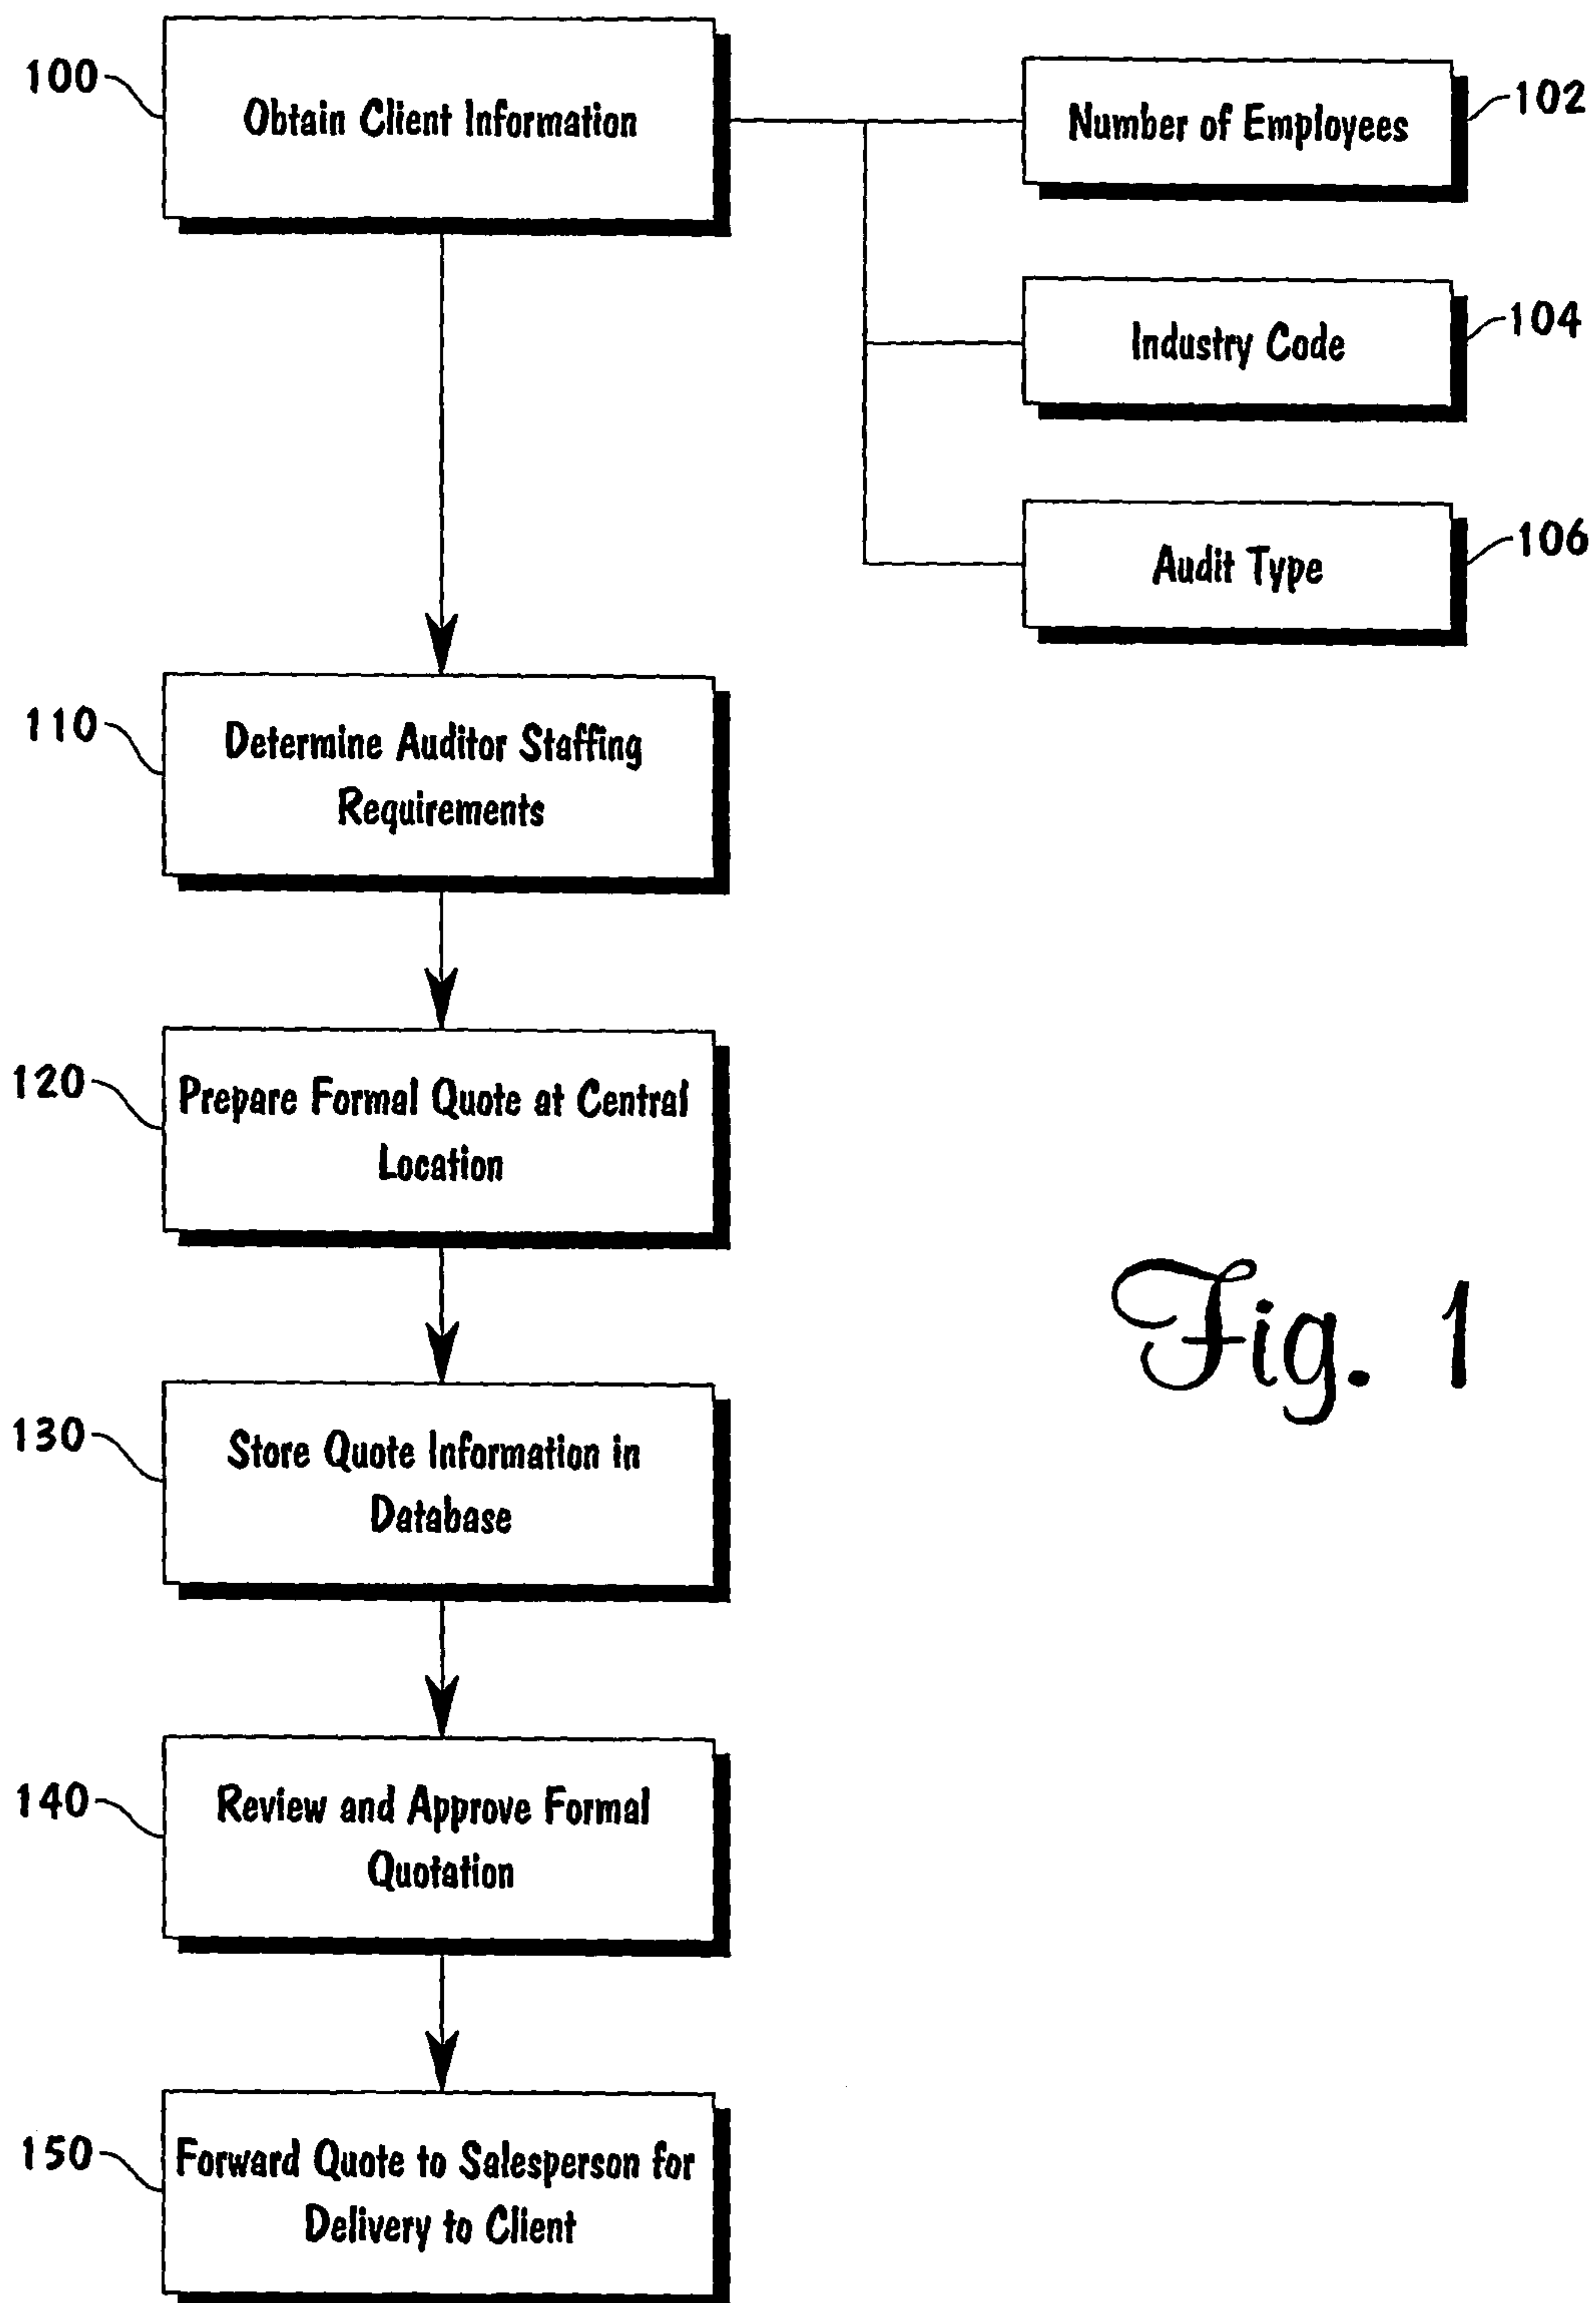 100
Obtain Client Information
Number of Employees
102
Industry Code
104
Audit Type
106
110
Determine Auditor Staffing
Requirements
120
Prepare Formal Quote at Central
Location
130
Store Quote Information in
Database
140
Review and Approve Formal
Quotation
150
Forward Quote to Salesperson for
Delivery to Client
Fig. 1